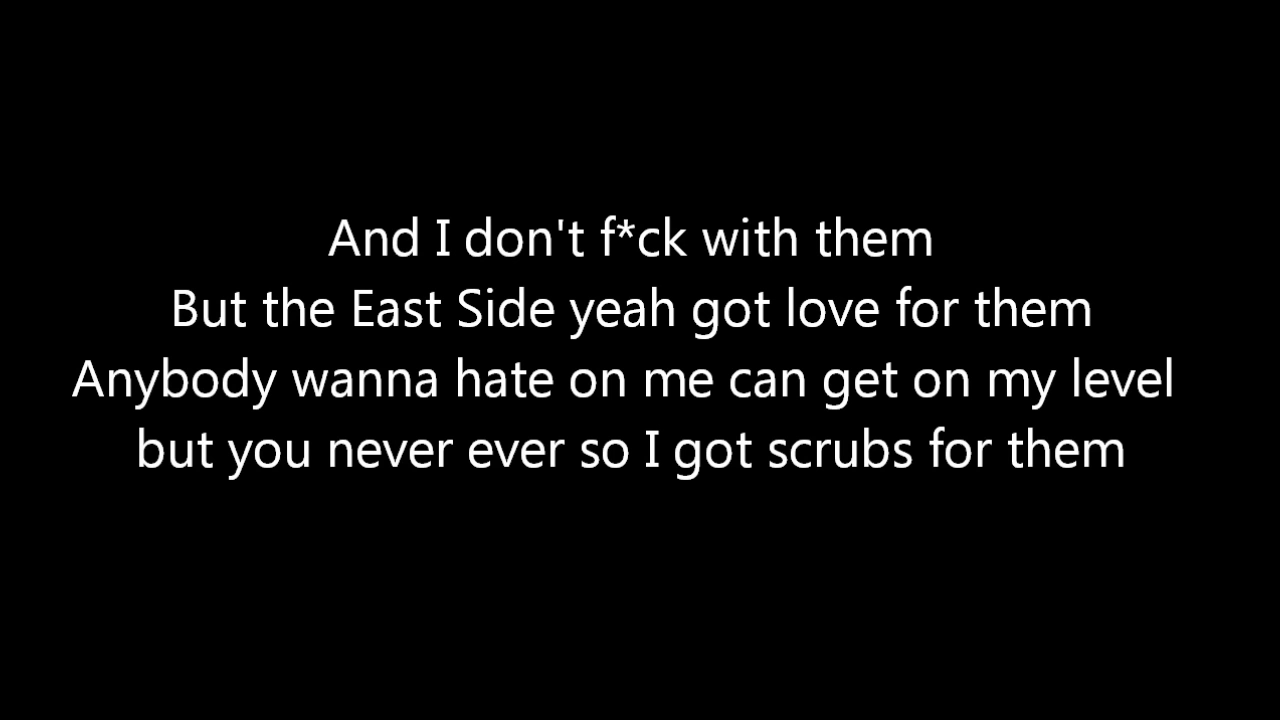 And I don't f*ck with them
But the East Side yeah got love for them
Anybody wanna hate on me can get on my level
but you never ever so I got scrubs for them